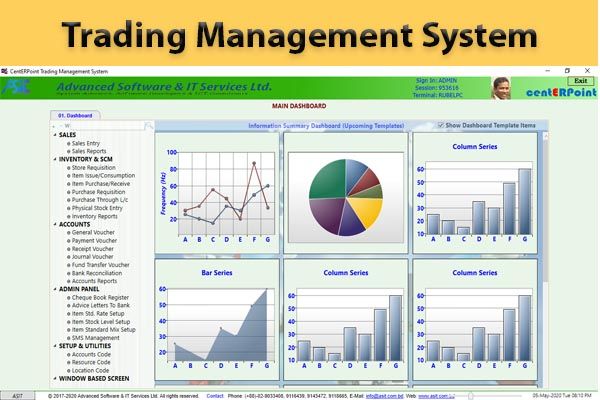 Trading Management System
CentERPoint Trading Management System
ASIT
Advanced Software & IT Services Ltd.
Sign In: ADMIN
Session: 953616
Terminal: RUBELPC
Exit
centERPoint
MAIN DASHBOARD
01. Dashboard
Information Summary Dashboard (Upcoming Templates)
Show Dashboard Template Items
SALES
Sales Entry
Sales Reports
INVENTORY & SCM
Store Requisition
Item Issue/Consumption
Item Purchase/Receive
Purchase Requisition
Purchase Through L/c
Physical Stock Entry
Inventory Reports
ACCOUNTS
General Voucher
Payment Voucher
Receipt Voucher
Journal Voucher
Fund Transfer Voucher
Bank Reconciliation
Accounts Reports
ADMIN PANEL
Cheque Book Register
Advice Letters To Bank
Item Std. Rate Setup
Item Stock Level Setup
Item Standard Mix Setup
SMS Management
SETUP & UTILITIES
Accounts Code
Resource Code
Location Code
WINDOW BASED SCREEN
Frequency (Hz)
100
80
60
40
20
A B C D E F G
Column Series
60
50
40
30
20
10
A B C D E F G
Bar Series
60
50
40
30
20
10
A B C D E F G
Column Series
60
50
40
30
20
10
A B C D E F G
Column Series
60
50
40
30
20
10
A B C D E F G
ASIT
© 2017-2020 Advanced Software & IT Services Ltd. All rights reserved.
Contact
Phone: (+88)-02-8033408, 9116439, 9143472, 9118665, E-Mail: info@asit.com.bd Web. www.asit.com.
05-May-2020 Tue 08:10 PM